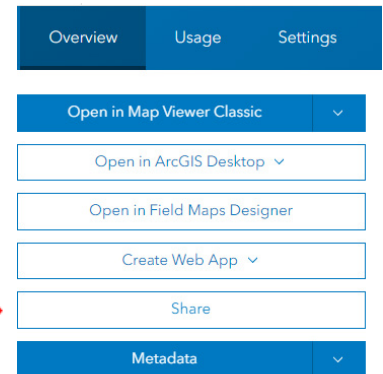 Overview Usage Settings
Open in Map Viewer Classic
Open in ArcGIS Desktop
Open in Field Maps Designer
Create Web App
Share
Metadata